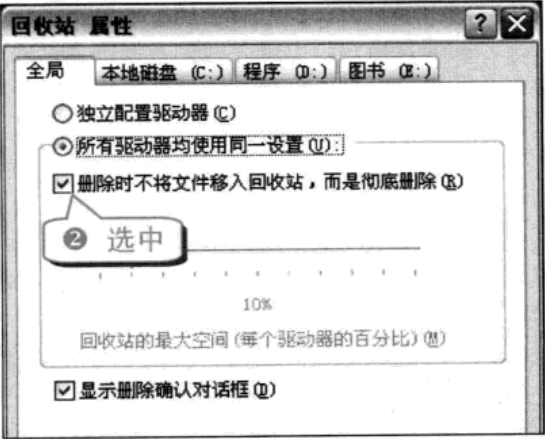 回收站 属性
全局 本地磁盘 (C:) 程序 (D:) 图书 (E:)
独立配置驱动器(C)
所有驱动器均使用同一设置(U):
删除时不将文件移入回收站，而是彻底删除(R)
❷ 选中
10%
回收站的最大空间(每个驱动器的百分比)(M)
显示删除确认对话框(D)